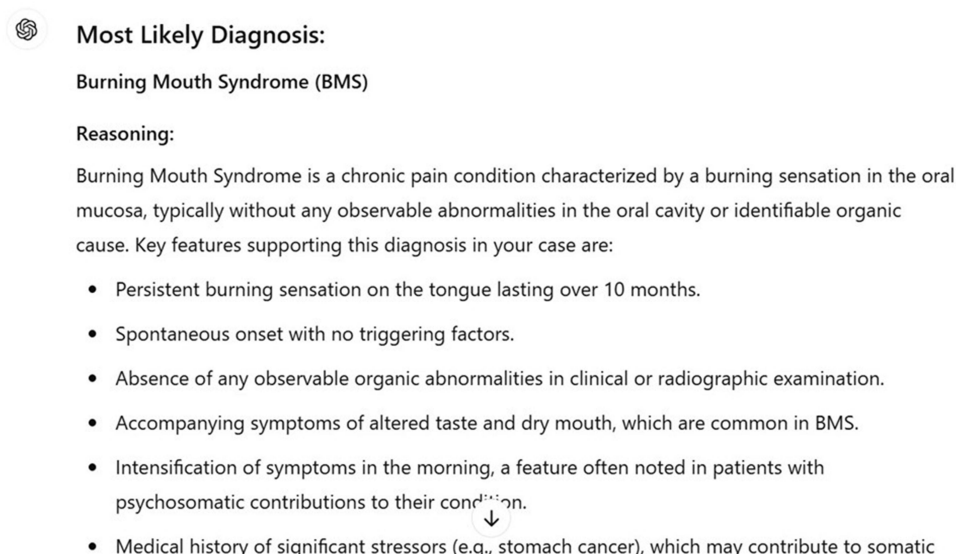 Most Likely Diagnosis:
Burning Mouth Syndrome (BMS)
Reasoning:
Burning Mouth Syndrome is a chronic pain condition characterized by a burning sensation in the oral
mucosa, typically without any observable abnormalities in the oral cavity or identifiable organic
cause. Key features supporting this diagnosis in your case are:
• Persistent burning sensation on the tongue lasting over 10 months.
• Spontaneous onset with no triggering factors.
• Absence of any observable organic abnormalities in clinical or radiographic examination.
• Accompanying symptoms of altered taste and dry mouth, which are common in BMS.
• Intensification of symptoms in the morning, a feature often noted in patients with
psychosomatic contributions to their condition.
• Medical history of significant stressors (e.g., stomach cancer), which may contribute to somatic